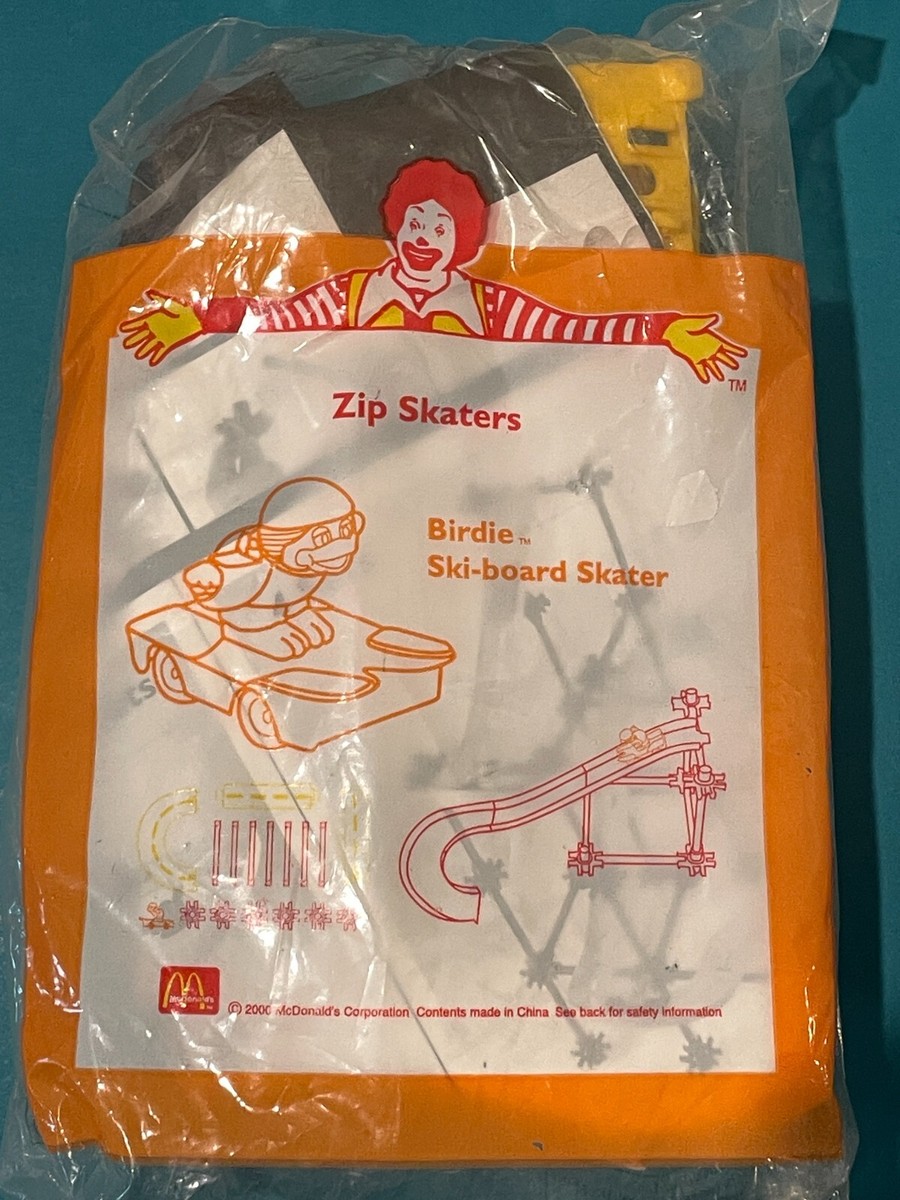 TM
Zip Skaters
Birdie TM
Ski-board Skater
McDonald's
TM
© 2000 McDonald's Corporation Contents made in China See back for safety information